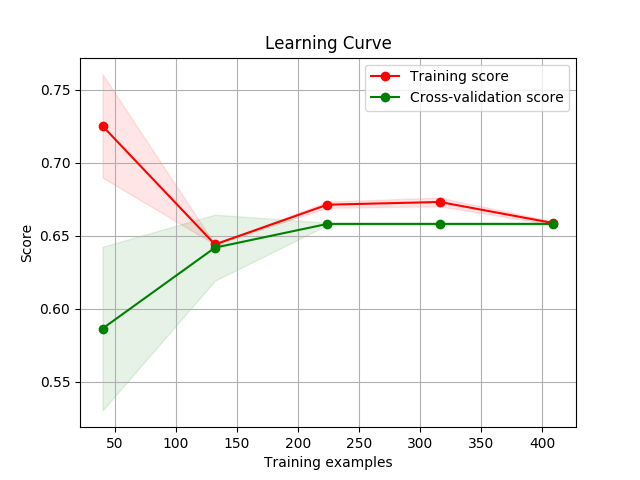 Learning Curve
Training score
Cross-validation score
0.75
0.70
0.65
0.60
0.55
Score
50 100 150 200 250 300 350 400
Training examples